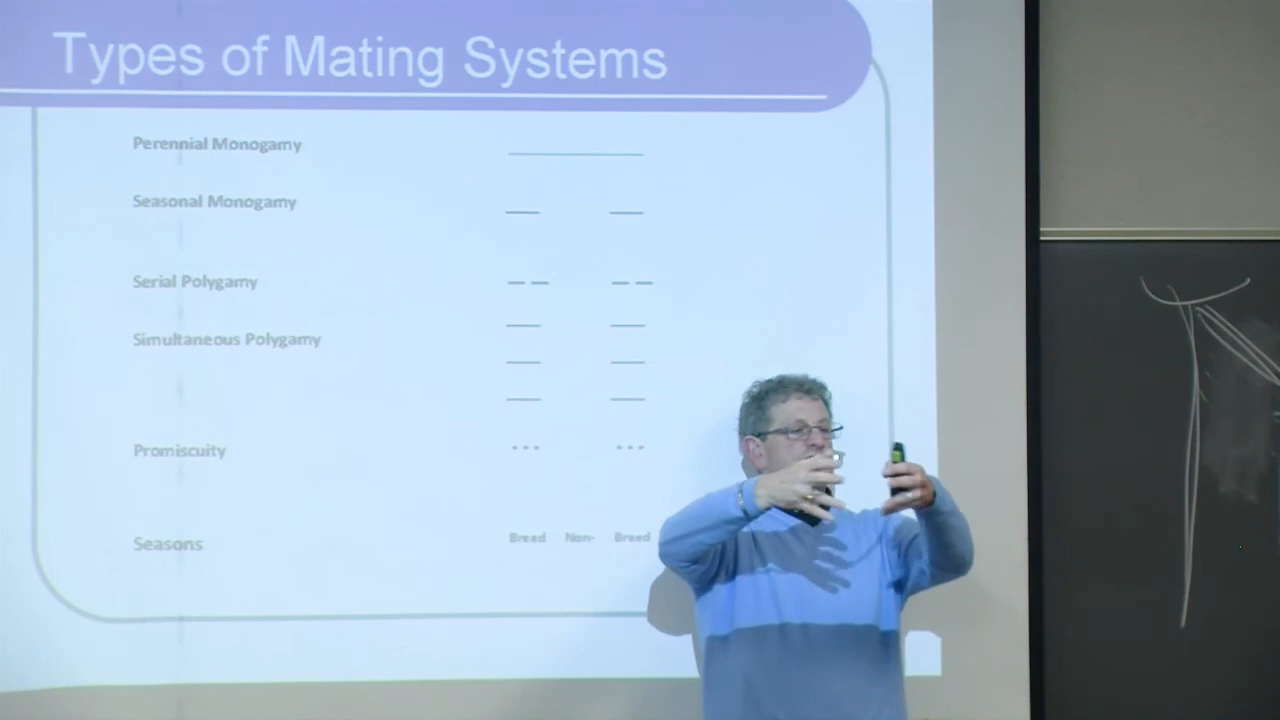 Types of Mating Systems
Perennial Monogamy
Seasonal Monogamy
Serial Polygamy
Simultaneous Polygamy
Promiscuity
Seasons Breed Non- Breed